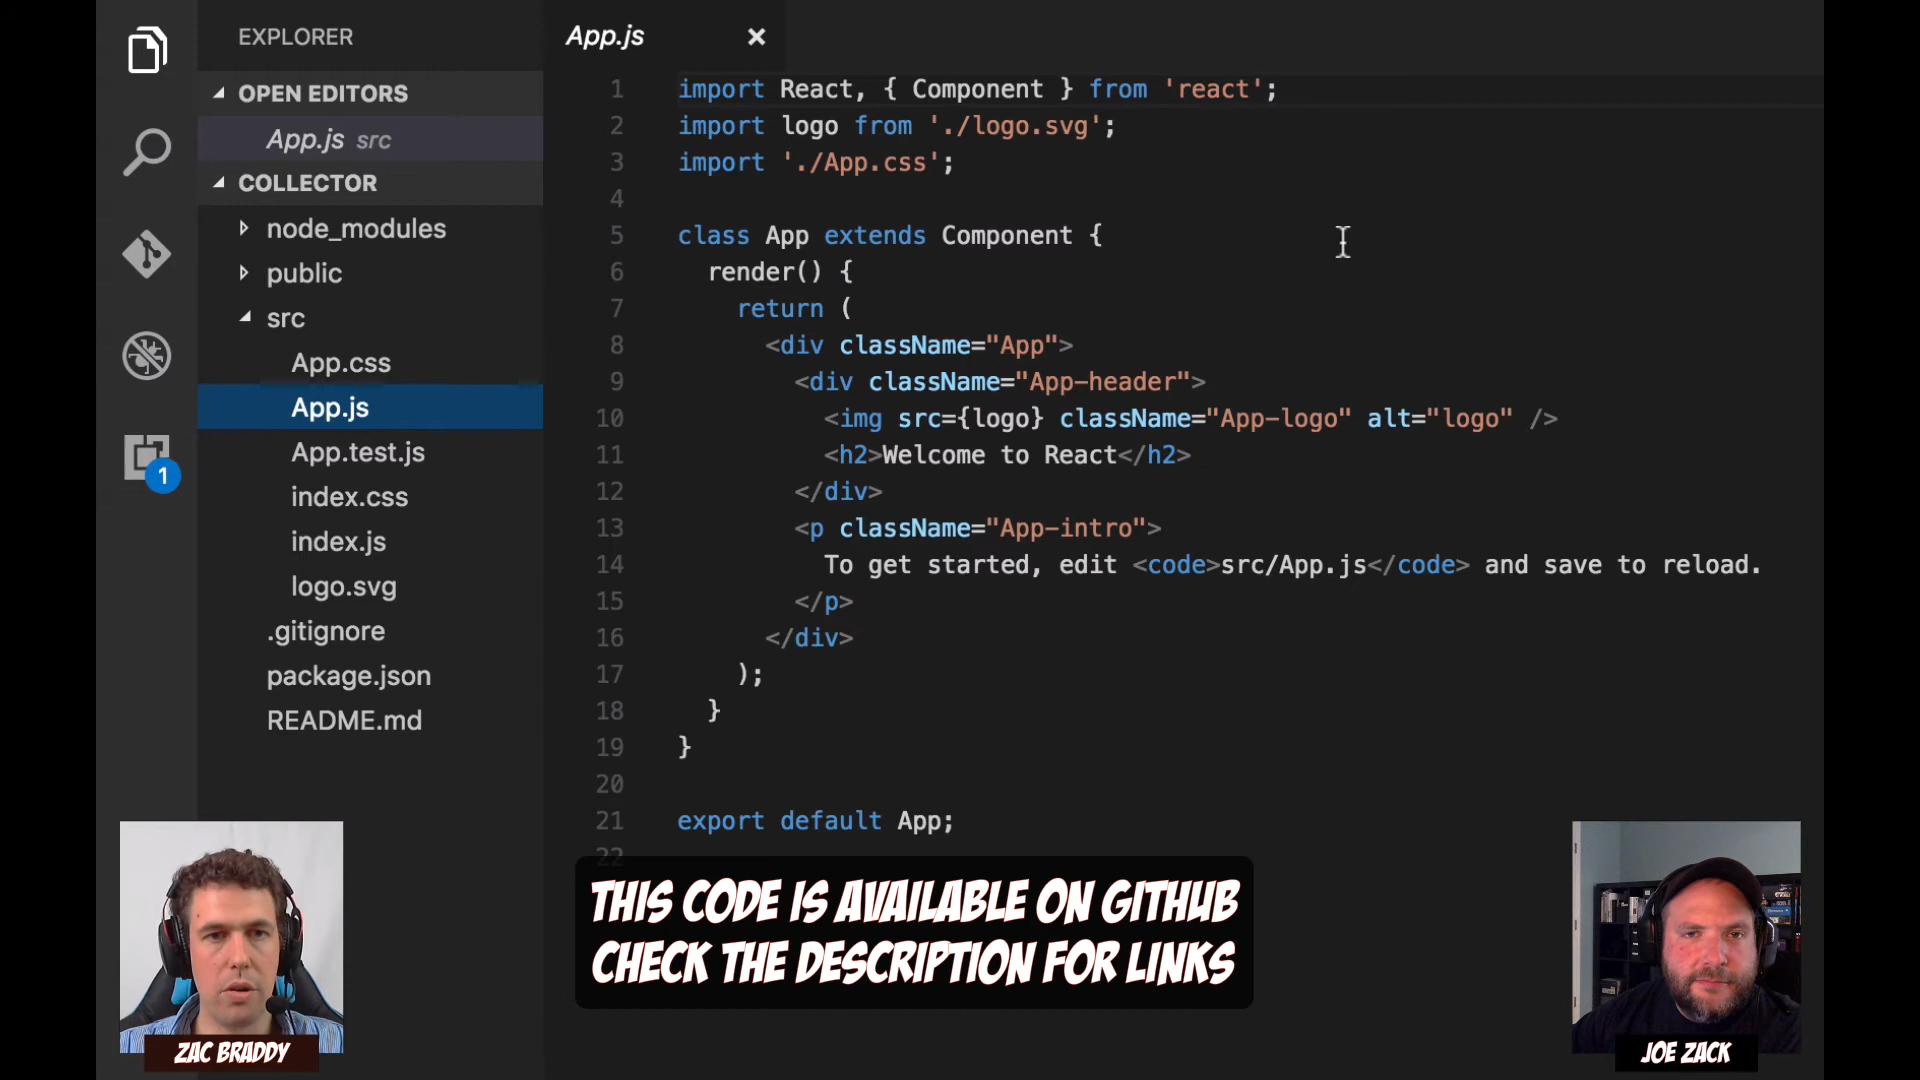 EXPLORER
OPEN EDITORS
App.js src
COLLECTOR
node_modules
public
src
App.css
App.js
App.test.js
index.css
index.js
logo.svg
.gitignore
package.json
README.md
1
App.js
1 import React, { Component } from 'react';
2 import logo from './logo.svg';
3 import './App.css';
4
5 class App extends Component {
6 render() {
7 return (
8 <div className="App">
9 <div className="App-header">
10 <img src={logo} className="App-logo" alt="logo" />
11 <h2>Welcome to React</h2>
12 </div>
13 <p className="App-intro">
14 To get started, edit <code>src/App.js</code> and save to reload.
15 </p>
16 </div>
17 );
18 }
19 }
20
21 export default App;
22
THIS CODE IS AVAILABLE ON GITHUB
CHECK THE DESCRIPTION FOR LINKS
ZAC BRADDY
JOE ZACK